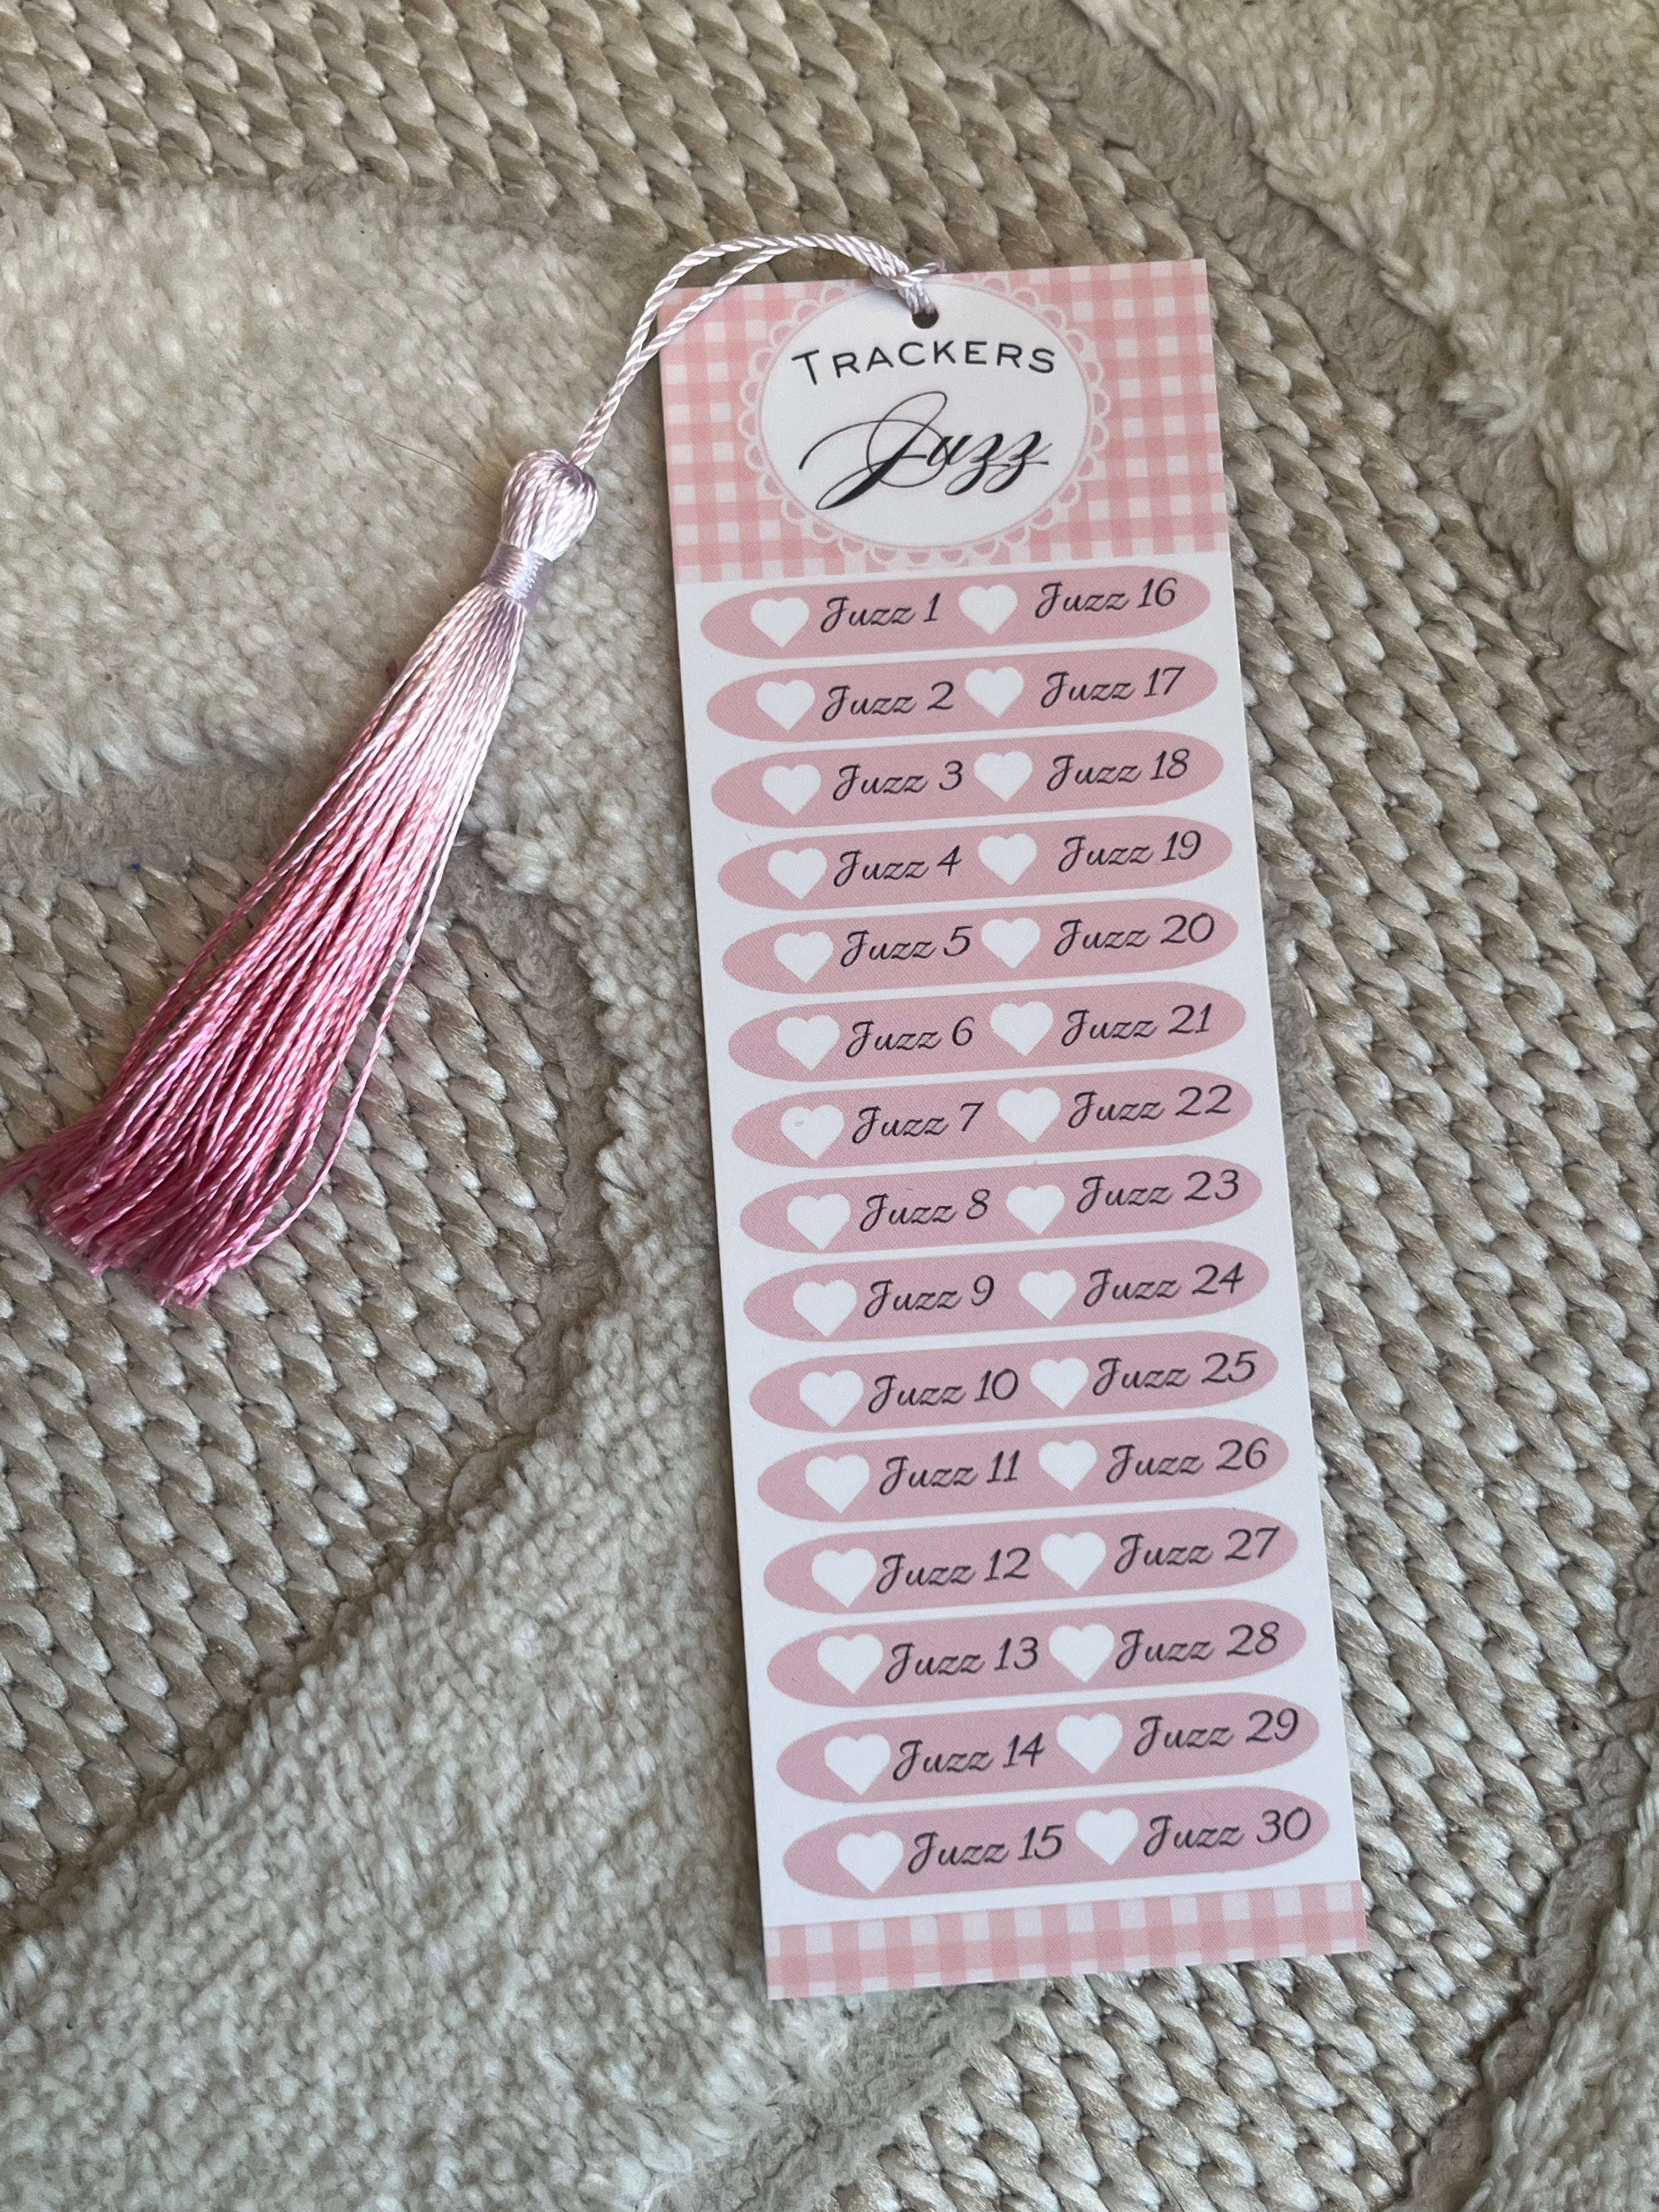 TRACKERS
Juzz
Juzz 1 Juzz 16
Juzz 2 Juzz 17
Juzz 3 Juzz 18
Juzz 4 Juzz 19
Juzz 5 Juzz 20
Juzz 6 Juzz 21
Juzz 7 Juzz 22
Juzz 8 Juzz 23
Juzz 9 Juzz 24
Juzz 10 Juzz 25
Juzz 11 Juzz 26
Juzz 12 Juzz 27
Juzz 13 Juzz 28
Juzz 14 Juzz 29
Juzz 15 Juzz 30